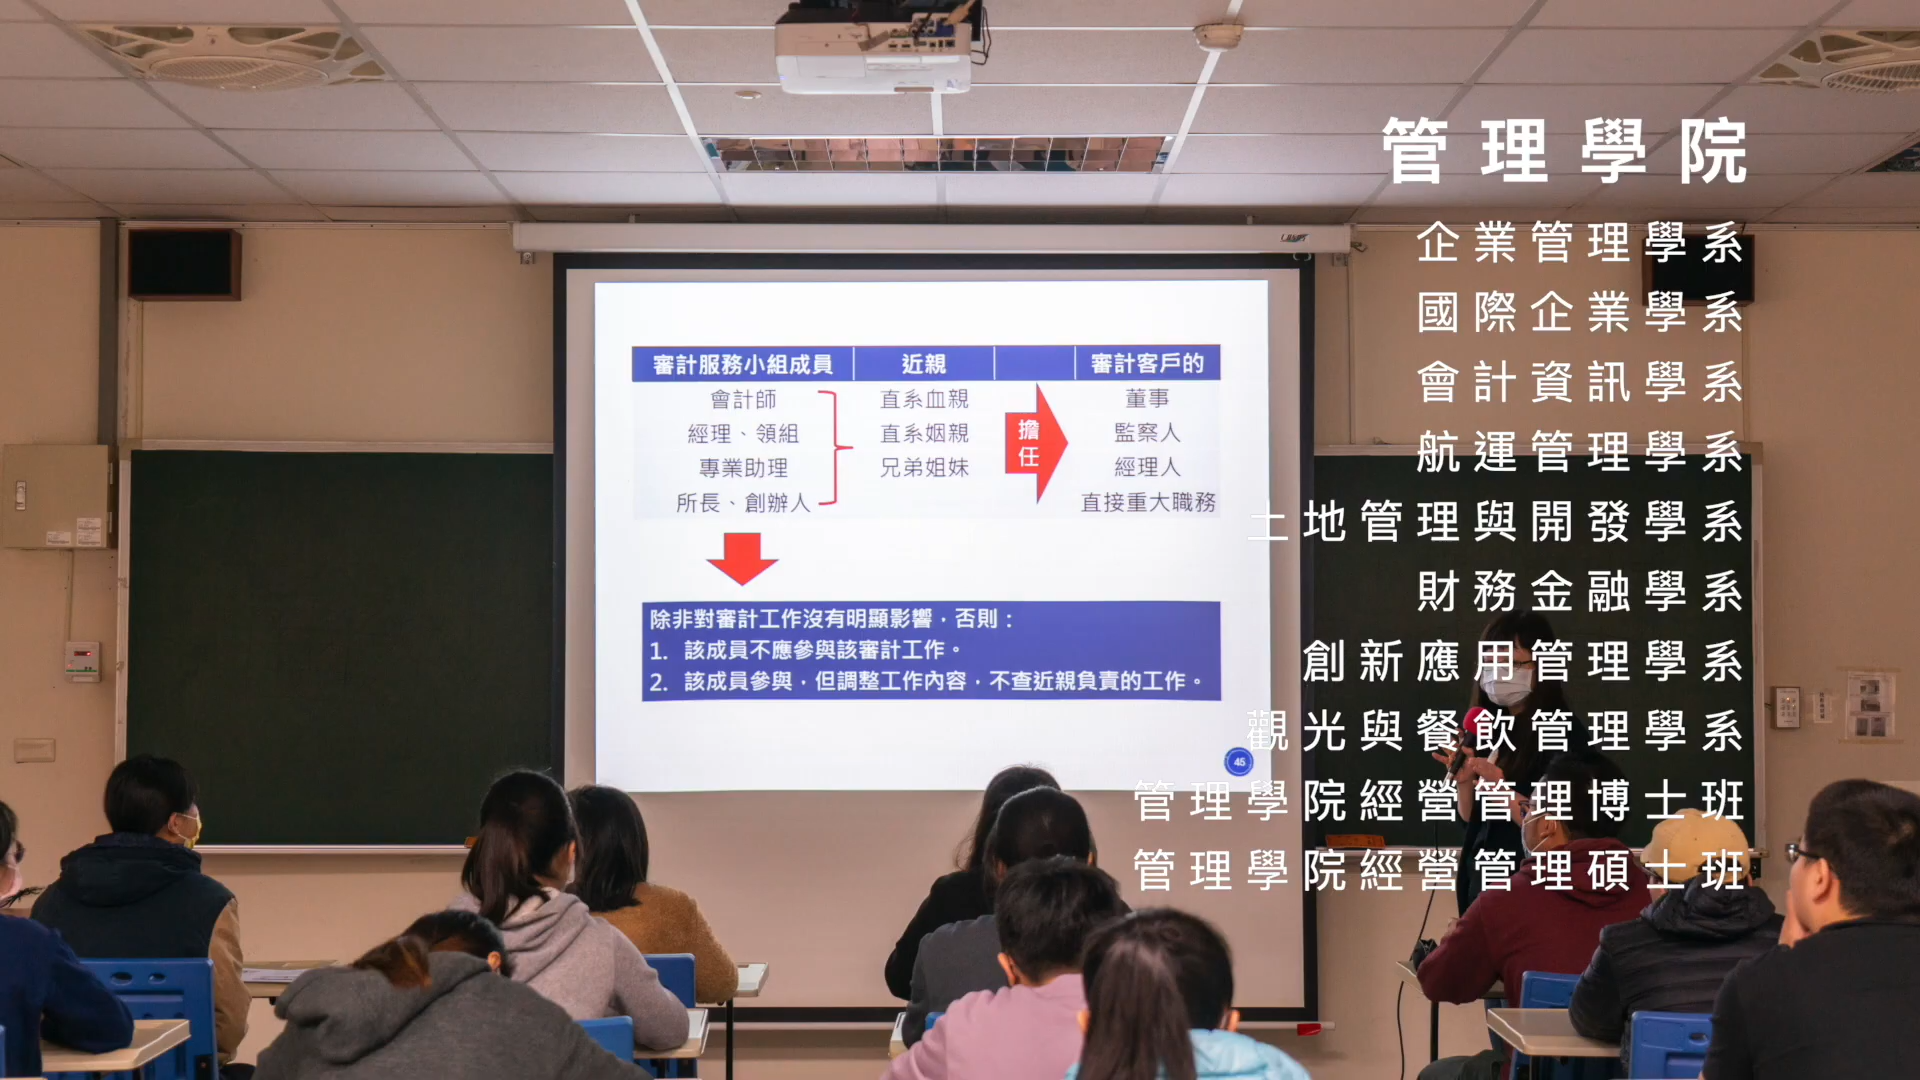 管理學院
企業管理學系
國際企業學系
會計資訊學系
航運管理學系
土地管理與開發學系
財務金融學系
創新應用管理學系
觀光與餐飲管理學系
管理學院經營管理博士班
管理學院經營管理碩士班
審計服務小組成員 近親 審計客戶的
會計師 直系血親 董事
經理、領組 直系姻親 監察人
專業助理 兄弟姐妹 經理人
所長、創辦人 直接重大職務
擔任
除非對審計工作沒有明顯影響，否則：
1. 該成員不應參與該審計工作。
2. 該成員參與，但調整工作內容，不查近親負責的工作。
45